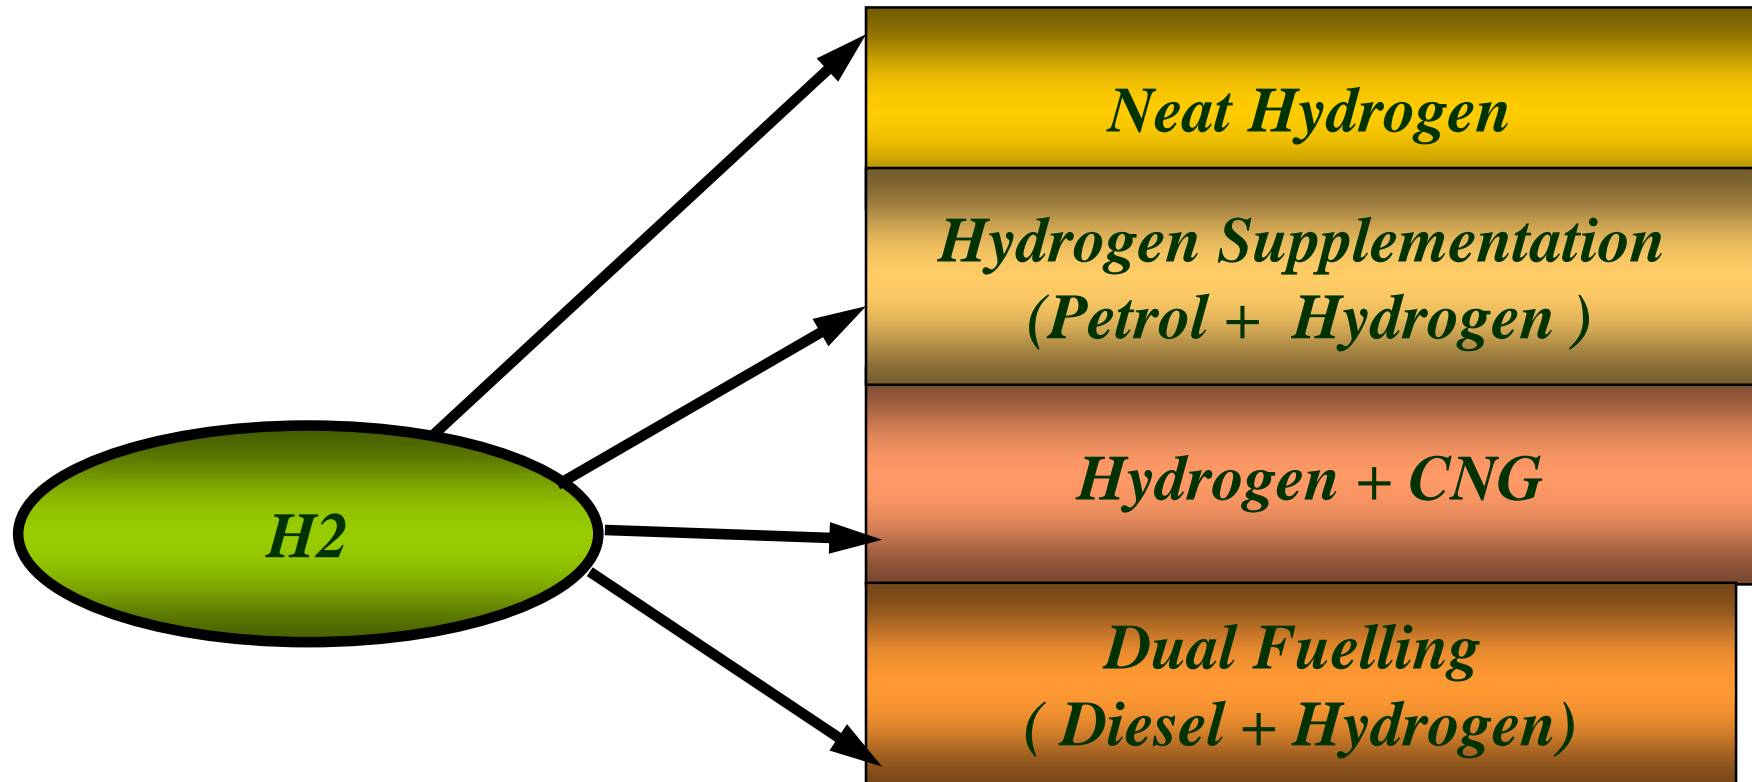 Neat Hydrogen
Hydrogen Supplementation
(Petrol + Hydrogen )
H2
Hydrogen + CNG
Dual Fuelling
( Diesel + Hydrogen)